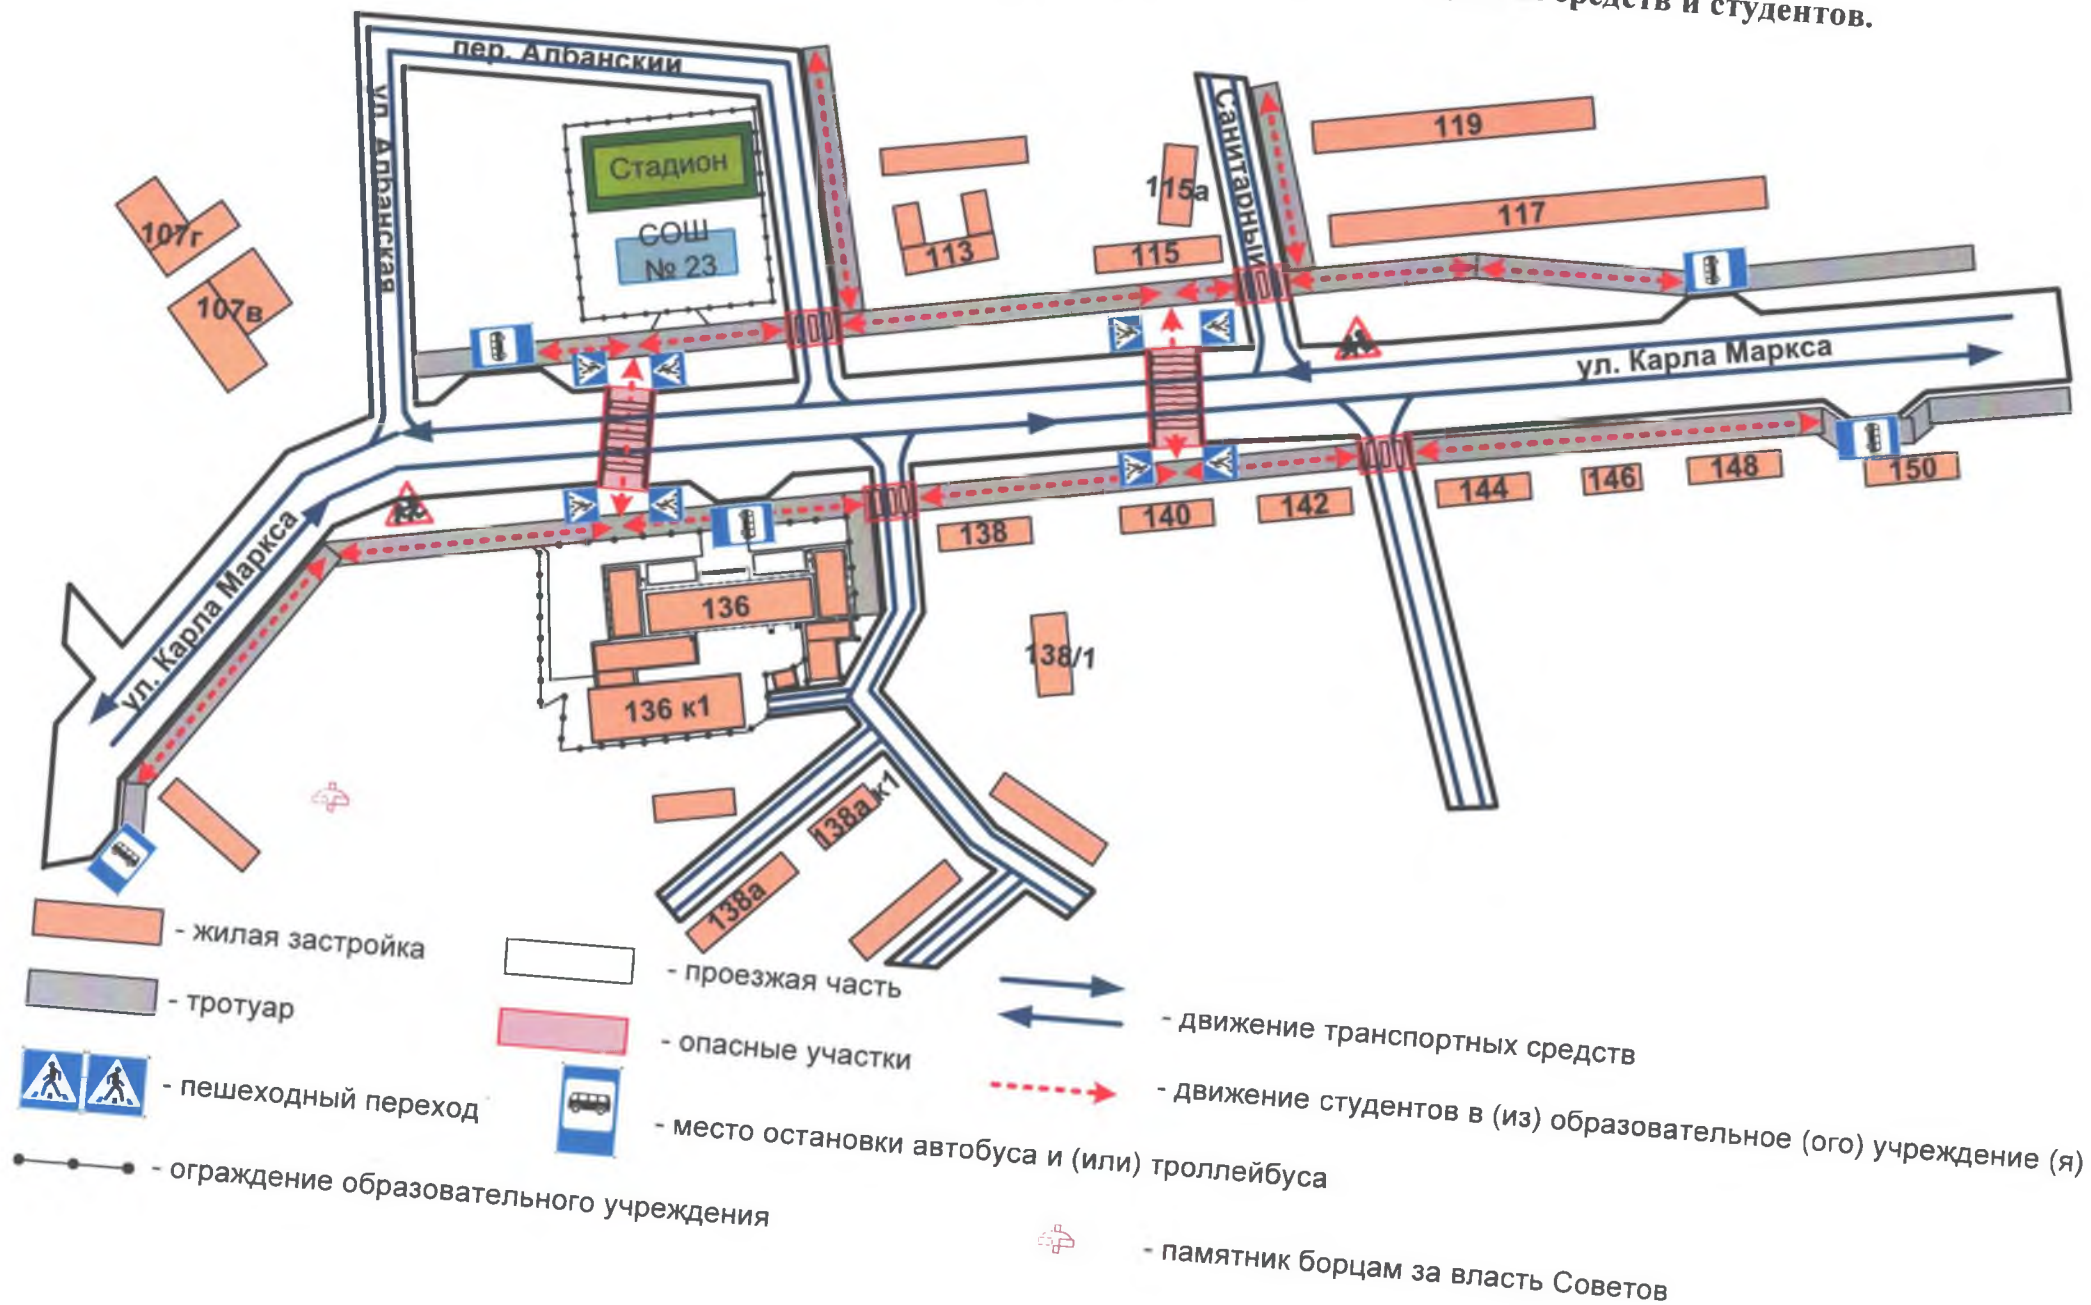 средств и студентов.
пер. Албанский
ул. Албанская
Стадион
СОШ
№ 23
107г
107в
113
115а
115
Санитарный
119
117
ул. Карла Маркса
ул. Карла Маркса
136
136 к1
138
140
142
144
146
148
150
138/1
138а к1
138а
- жилая застройка
- тротуар
- пешеходный переход
- ограждение образовательного учреждения
- проезжая часть
- опасные участки
- место остановки автобуса и (или) троллейбуса
- движение транспортных средств
- движение студентов в (из) образовательное (ого) учреждение (я)
- памятник борцам за власть Советов